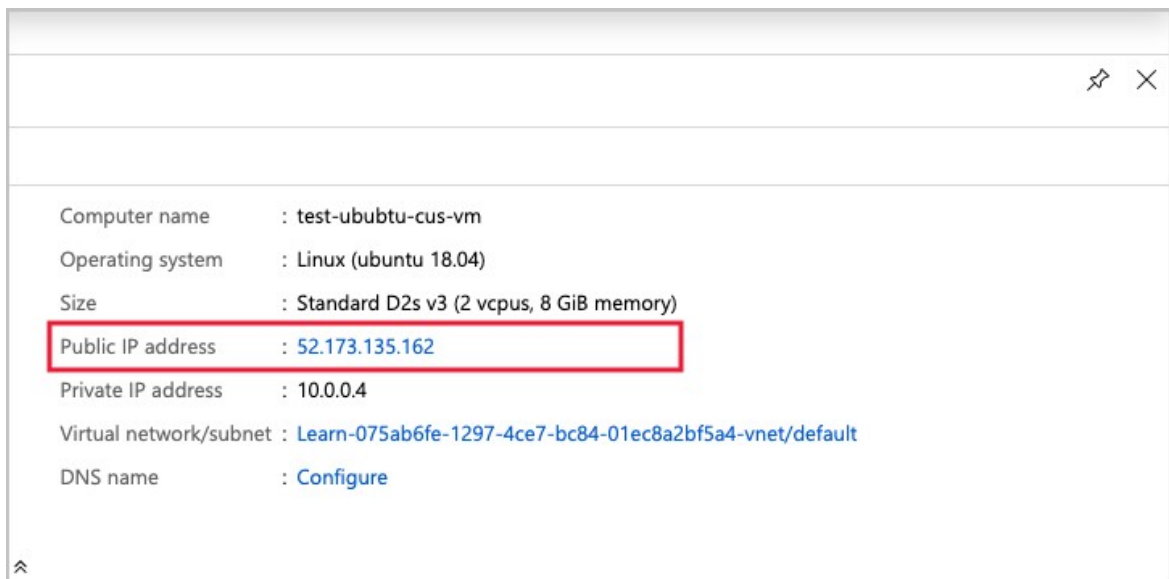 Computer name : test-ububtu-cus-vm
Operating system : Linux (ubuntu 18.04)
Size : Standard D2s v3 (2 vcpus, 8 GiB memory)
Public IP address : 52.173.135.162
Private IP address : 10.0.0.4
Virtual network/subnet : Learn-075ab6fe-1297-4ce7-bc84-01ec8a2bf5a4-vnet/default
DNS name : Configure